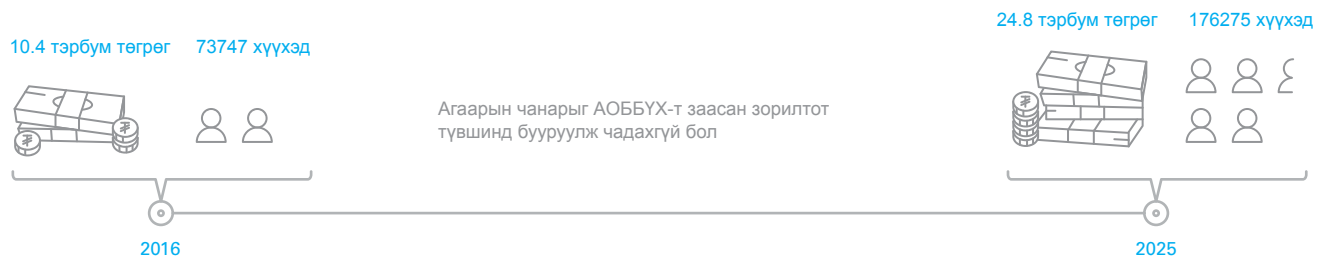 10.4 тэрбум төгрөг
73747 хүүхэд
Агаарын чанарыг АОББҮХ-т заасан зорилтот
түвшинд бууруулж чадахгүй бол
24.8 тэрбум төгрөг
176275 хүүхэд
2016
2025